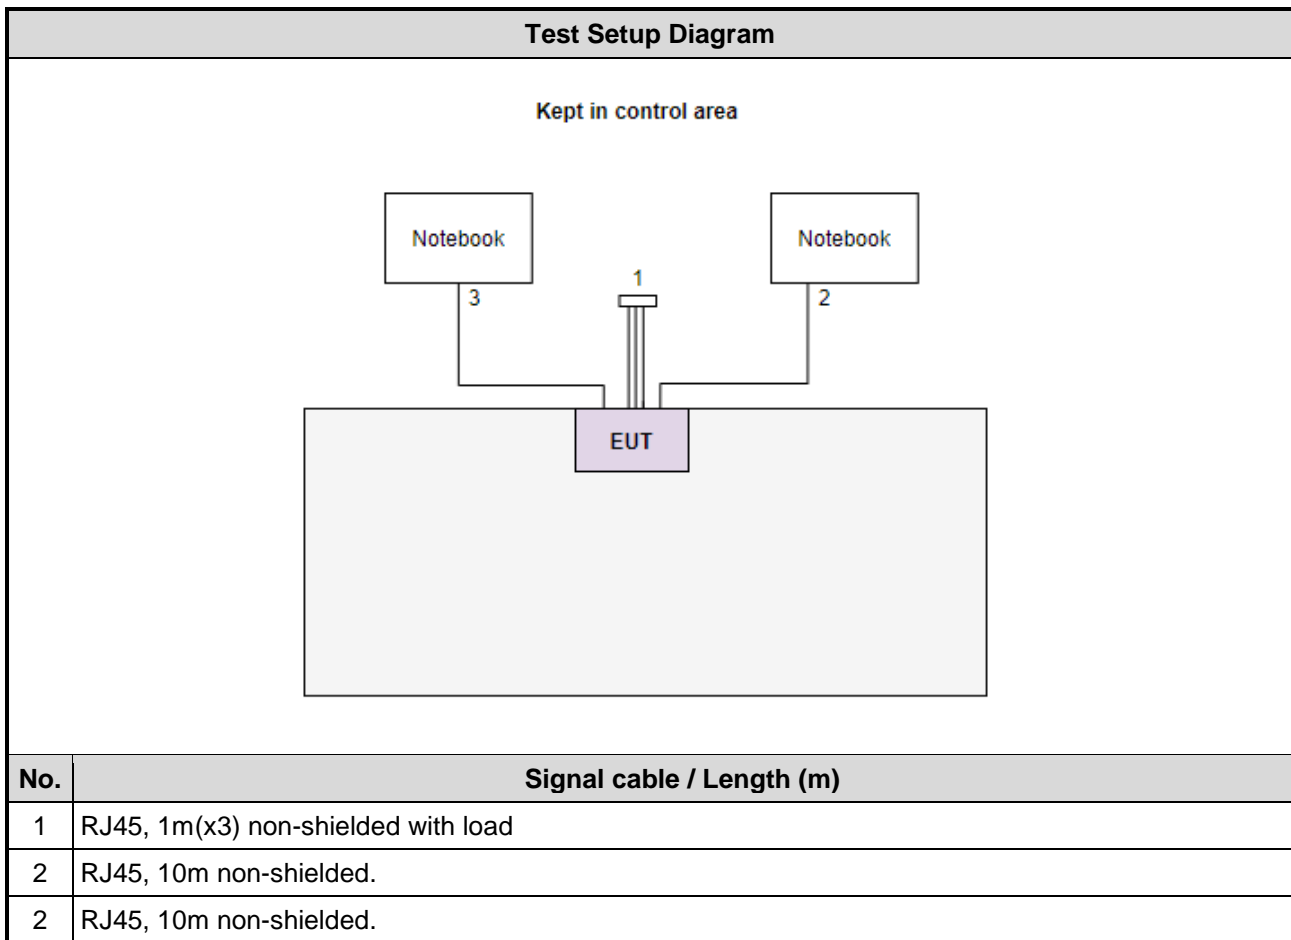 Test Setup Diagram
Kept in control area
Notebook
Notebook
1
3
2
EUT
No. Signal cable / Length (m)
1 RJ45, 1m(x3) non-shielded with load
2 RJ45, 10m non-shielded.
2 RJ45, 10m non-shielded.